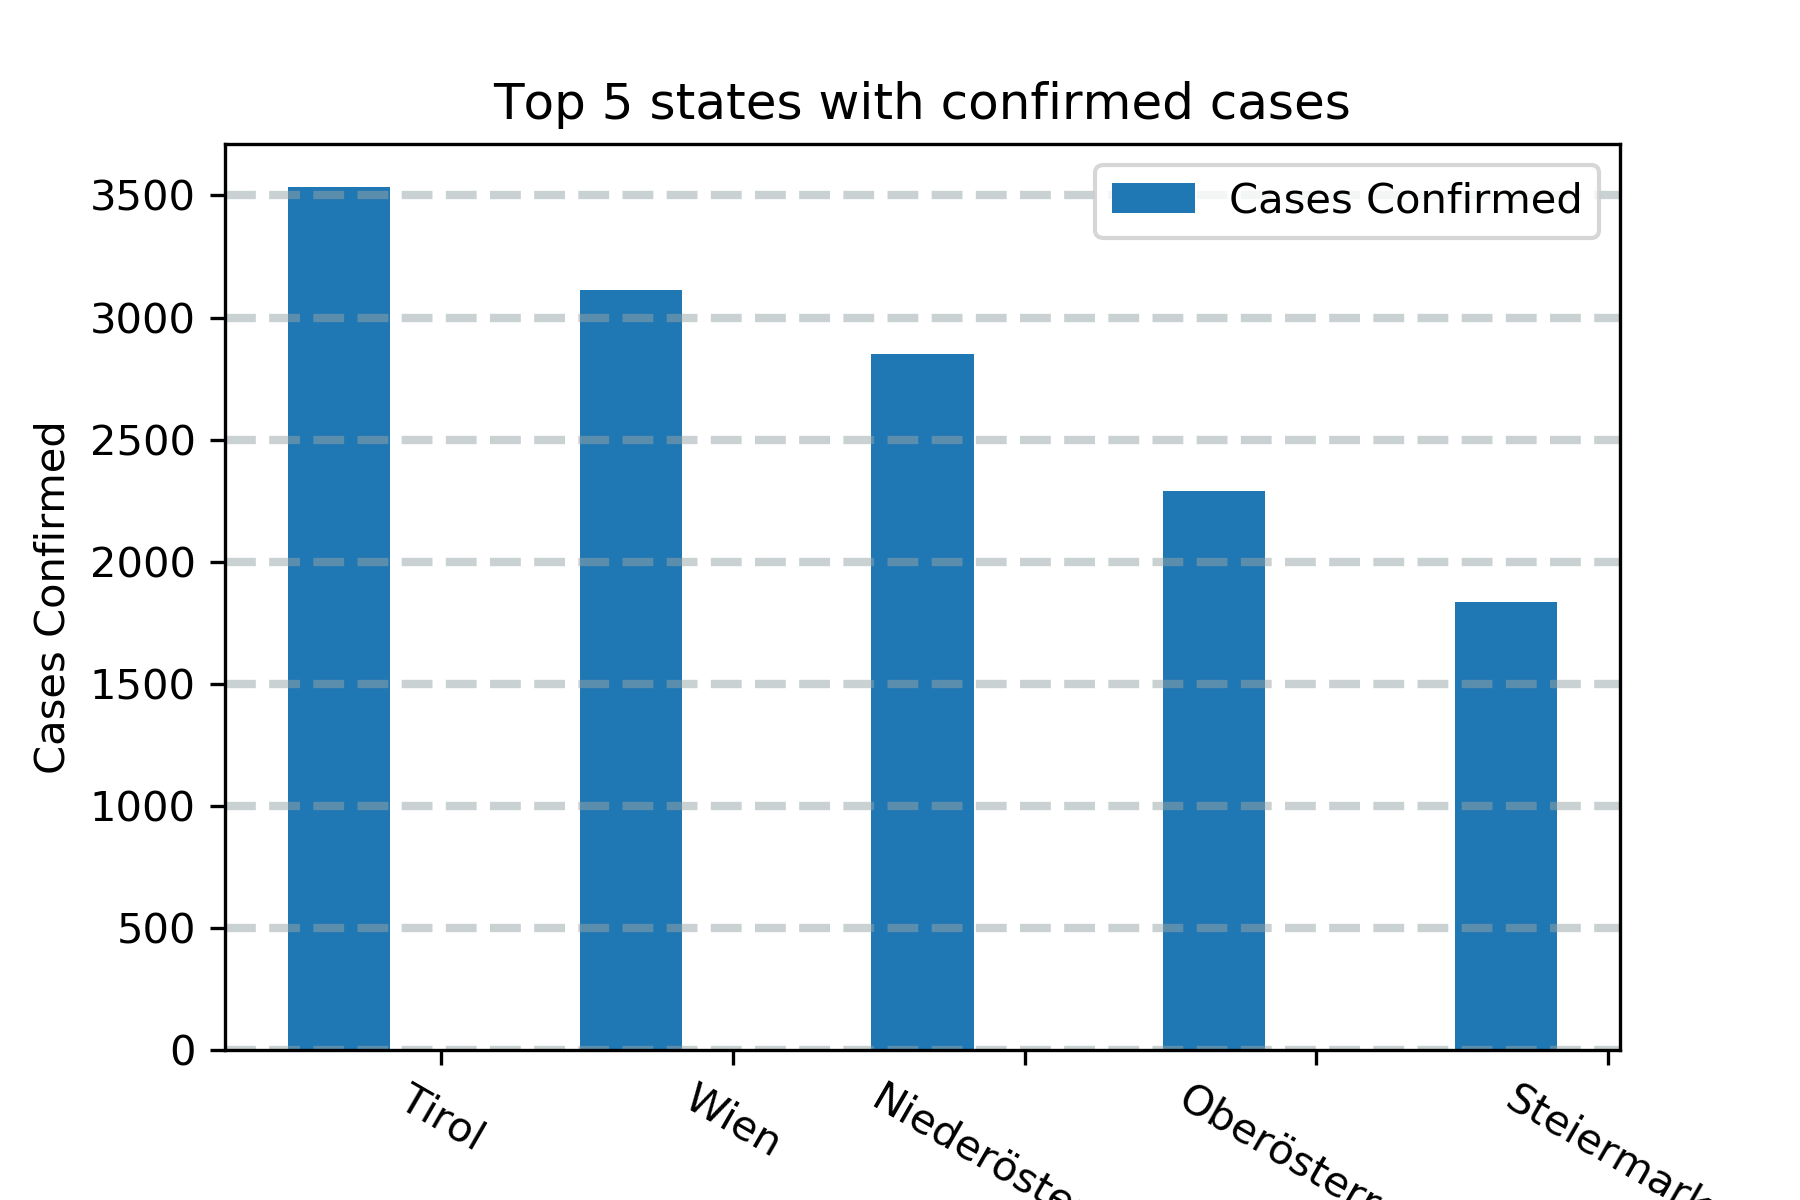 Top 5 states with confirmed cases
Cases Confirmed
Cases Confirmed
3500
3000
2500
2000
1500
1000
500
0
Tirol
Wien
Niederöste
Oberösterr
Steiermark